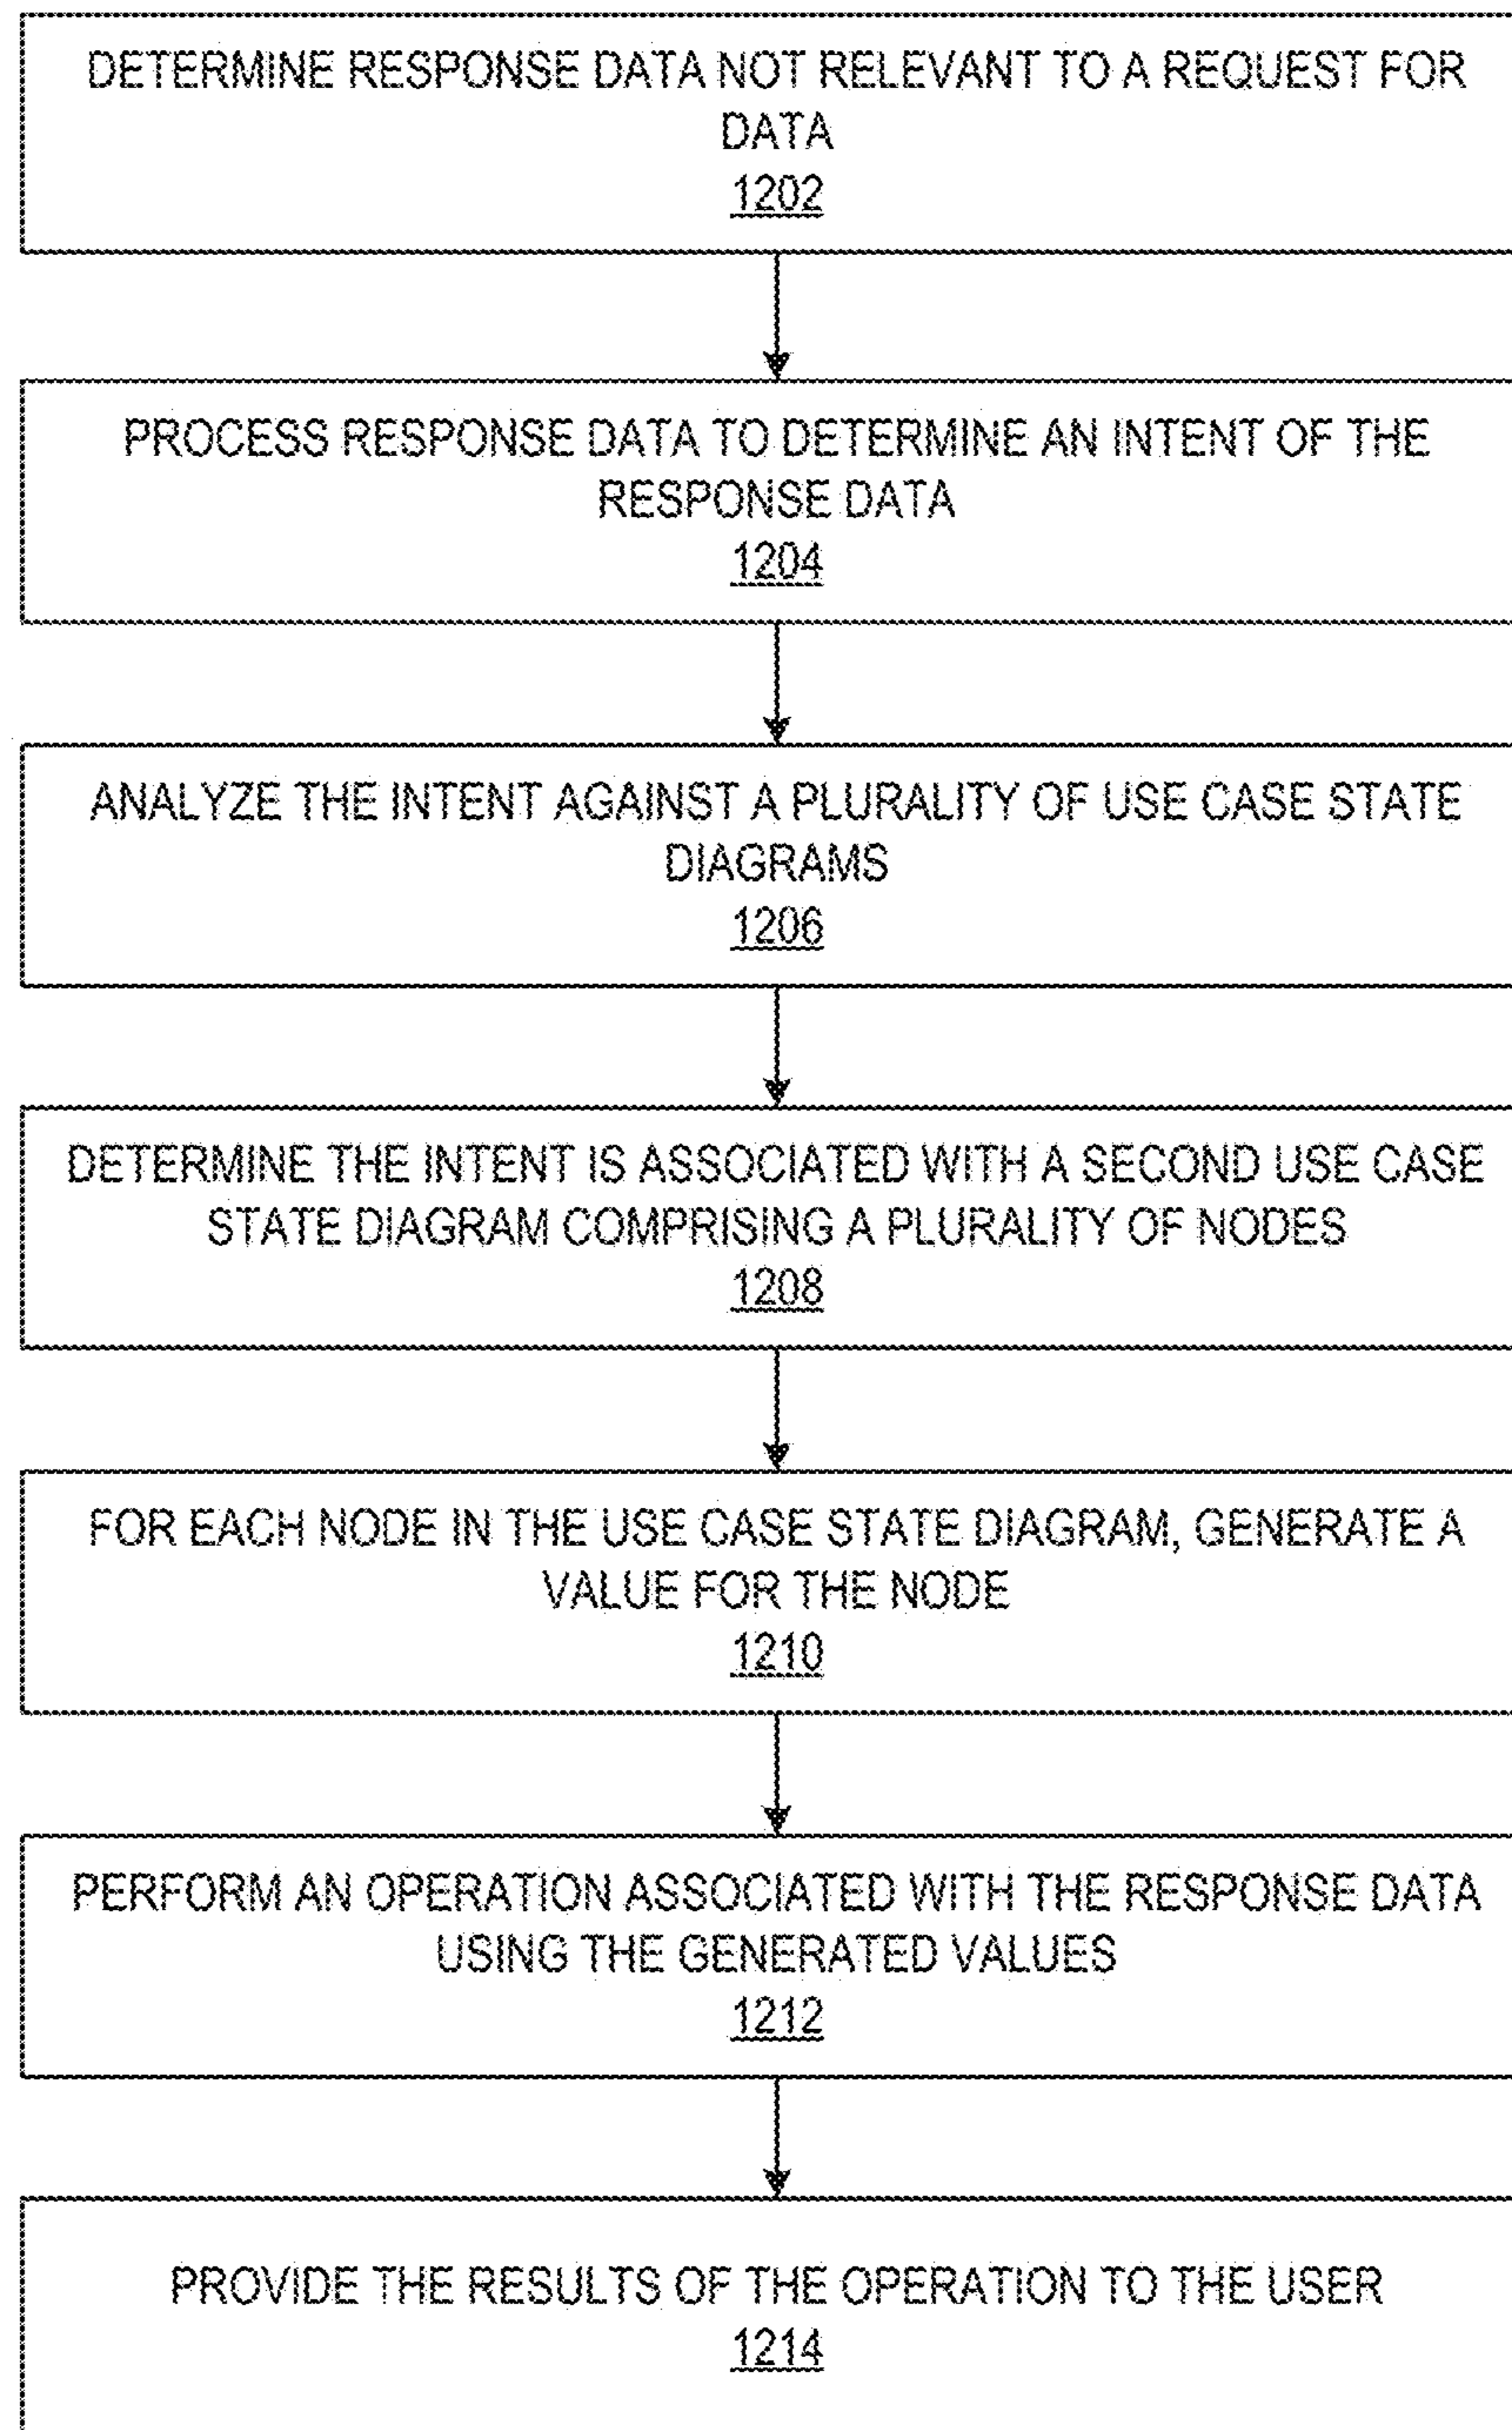 DETERMINE RESPONSE DATA NOT RELEVANT TO A REQUEST FOR
DATA
1202
PROCESS RESPONSE DATA TO DETERMINE AN INTENT OF THE
RESPONSE DATA
1204
ANALYZE THE INTENT AGAINST A PLURALITY OF USE CASE STATE
DIAGRAMS
1206
DETERMINE THE INTENT IS ASSOCIATED WITH A SECOND USE CASE
STATE DIAGRAM COMPRISING A PLURALITY OF NODES
1208
FOR EACH NODE IN THE USE CASE STATE DIAGRAM, GENERATE A
VALUE FOR THE NODE
1210
PERFORM AN OPERATION ASSOCIATED WITH THE RESPONSE DATA
USING THE GENERATED VALUES
1212
PROVIDE THE RESULTS OF THE OPERATION TO THE USER
1214